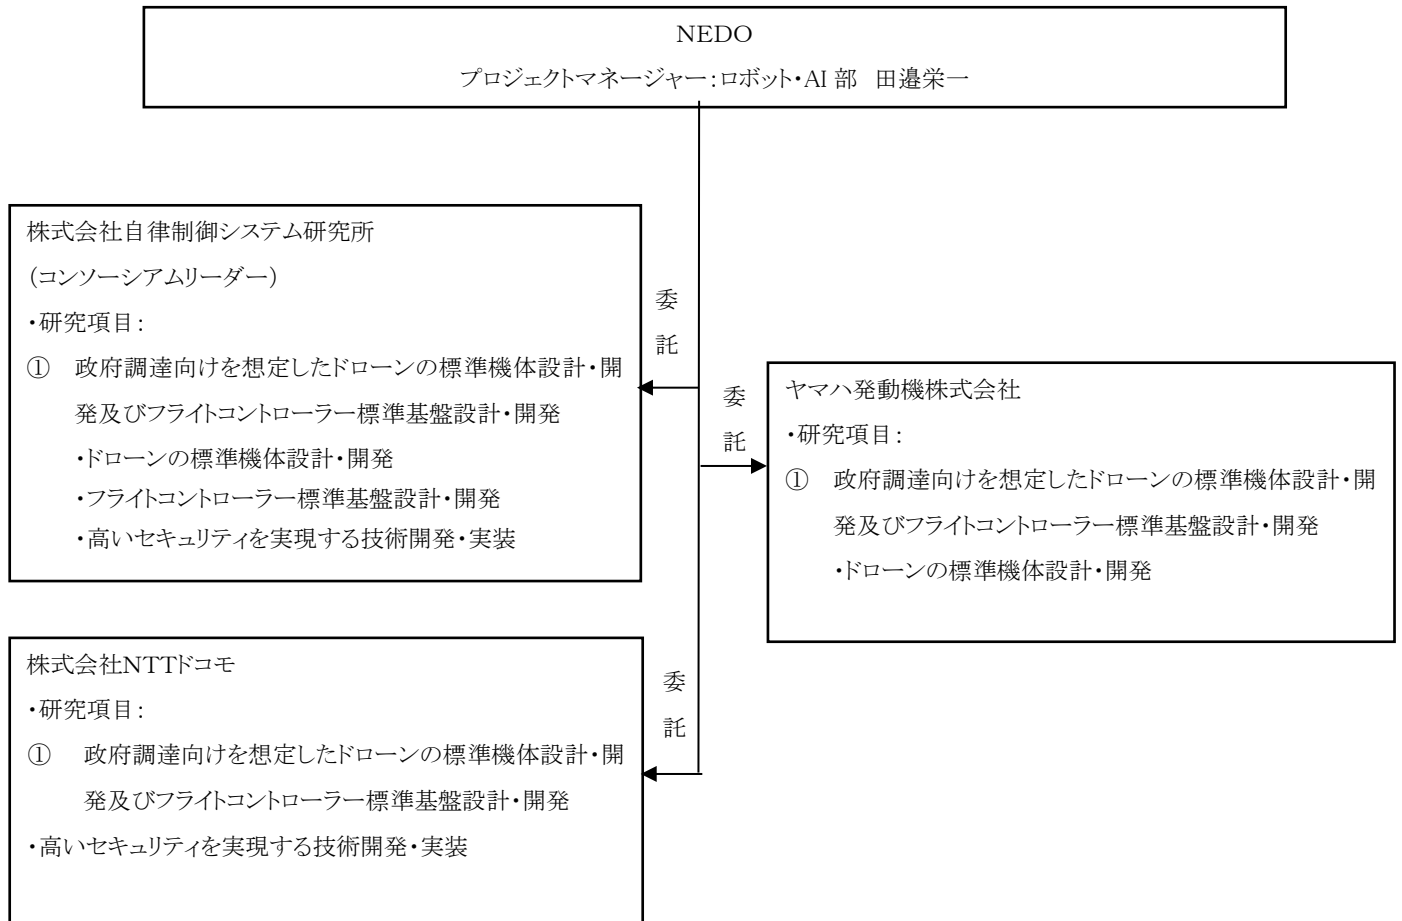 NEDO
プロジェクトマネージャー：ロボット・AI 部　田邉栄一
株式会社自律制御システム研究所
（コンソーシアムリーダー）
・研究項目：
①　政府調達向けを想定したドローンの標準機体設計・開
発及びフライトコントローラー標準基盤設計・開発
・ドローンの標準機体設計・開発
・フライトコントローラー標準基盤設計・開発
・高いセキュリティを実現する技術開発・実装
委
託
委
託
ヤマハ発動機株式会社
・研究項目：
①　政府調達向けを想定したドローンの標準機体設計・開
発及びフライトコントローラー標準基盤設計・開発
・ドローンの標準機体設計・開発
株式会社NTTドコモ
・研究項目：
①　政府調達向けを想定したドローンの標準機体設計・開
発及びフライトコントローラー標準基盤設計・開発
・高いセキュリティを実現する技術開発・実装
委
託